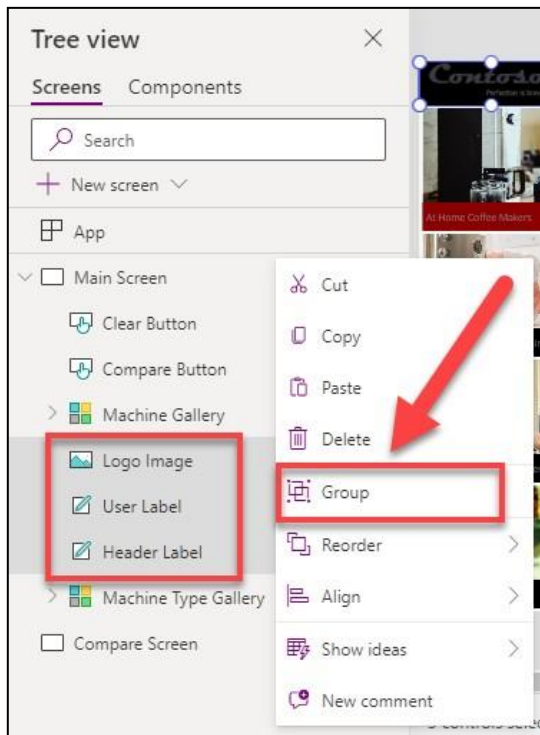 Tree view
Screens
Components
Search
New screen
App
Main Screen
Clear Button
Compare Button
Machine Gallery
Logo Image
User Label
Header Label
Machine Type Gallery
Compare Screen
Cut
Copy
Paste
Delete
Group
Reorder
Align
Show ideas
New comment
Contoso
At Home Coffee Makers